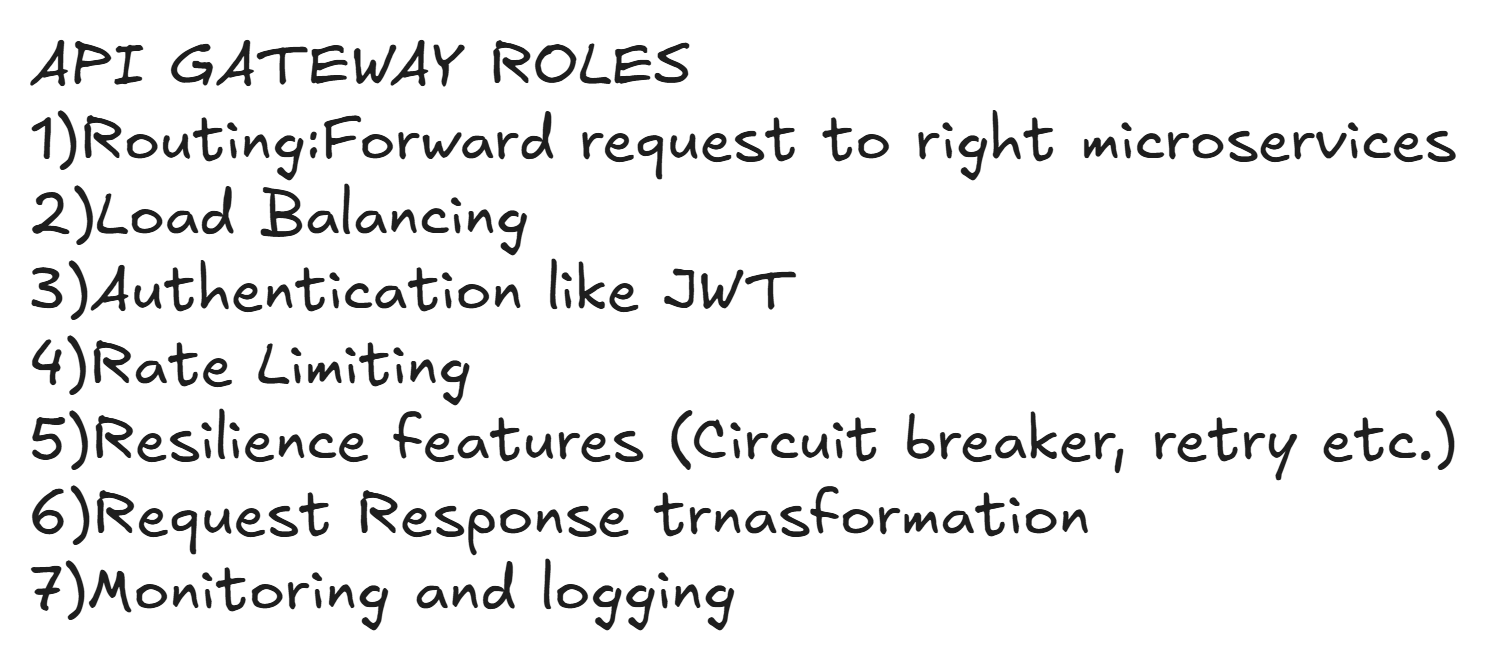 API GATEWAY ROLES
1)Routing:Forward request to right microservices
2)Load Balancing
3)Authentication like JWT
4)Rate Limiting
5)Resilience features (Circuit breaker, retry etc.)
6)Request Response trnasformation
7)Monitoring and logging